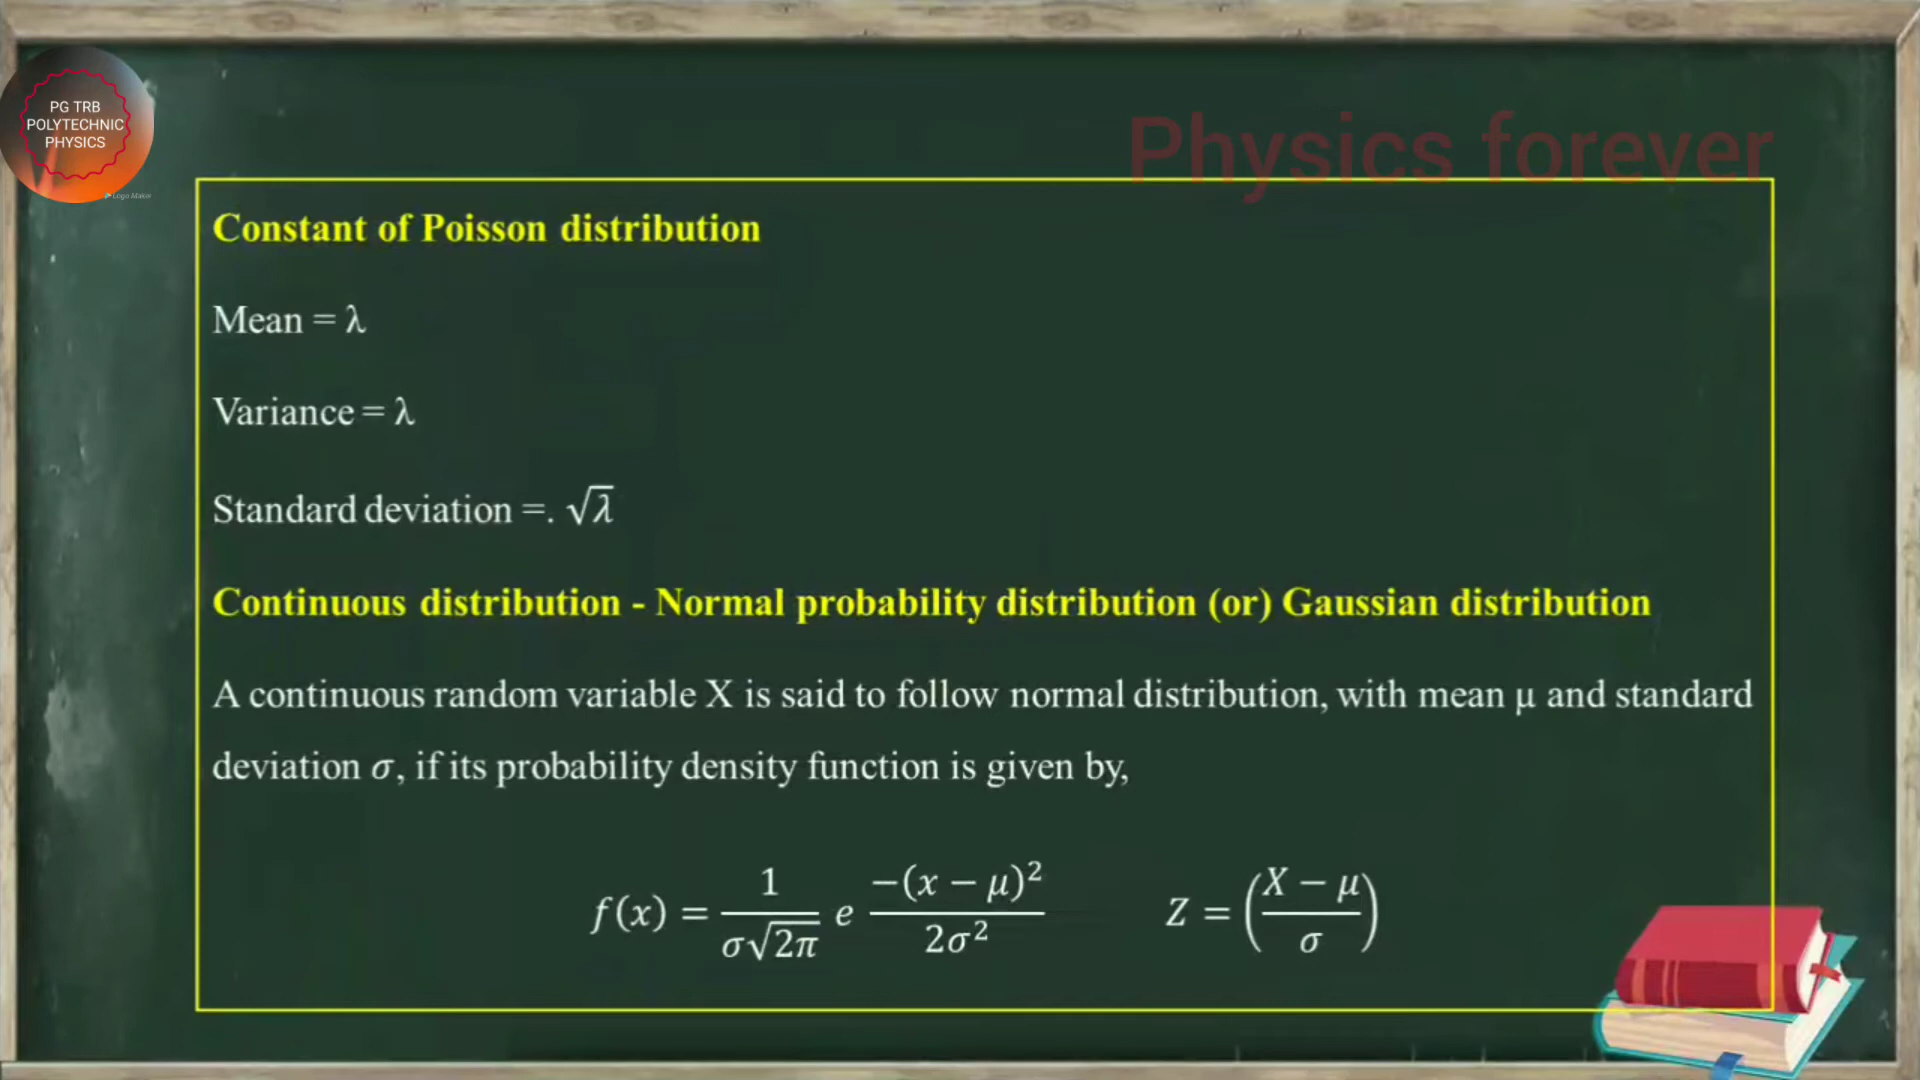 PG TRB
POLYTECHNIC
PHYSICS
Logo Maker
Physics forever
Constant of Poisson distribution
Mean = λ
Variance = λ
Standard deviation =. √λ
Continuous distribution - Normal probability distribution (or) Gaussian distribution
A continuous random variable X is said to follow normal distribution, with mean μ and standard
deviation σ, if its probability density function is given by,
f(x) = 1/(σ√2π) e −(x − μ)²/2σ² Z = ((X − μ)/σ)